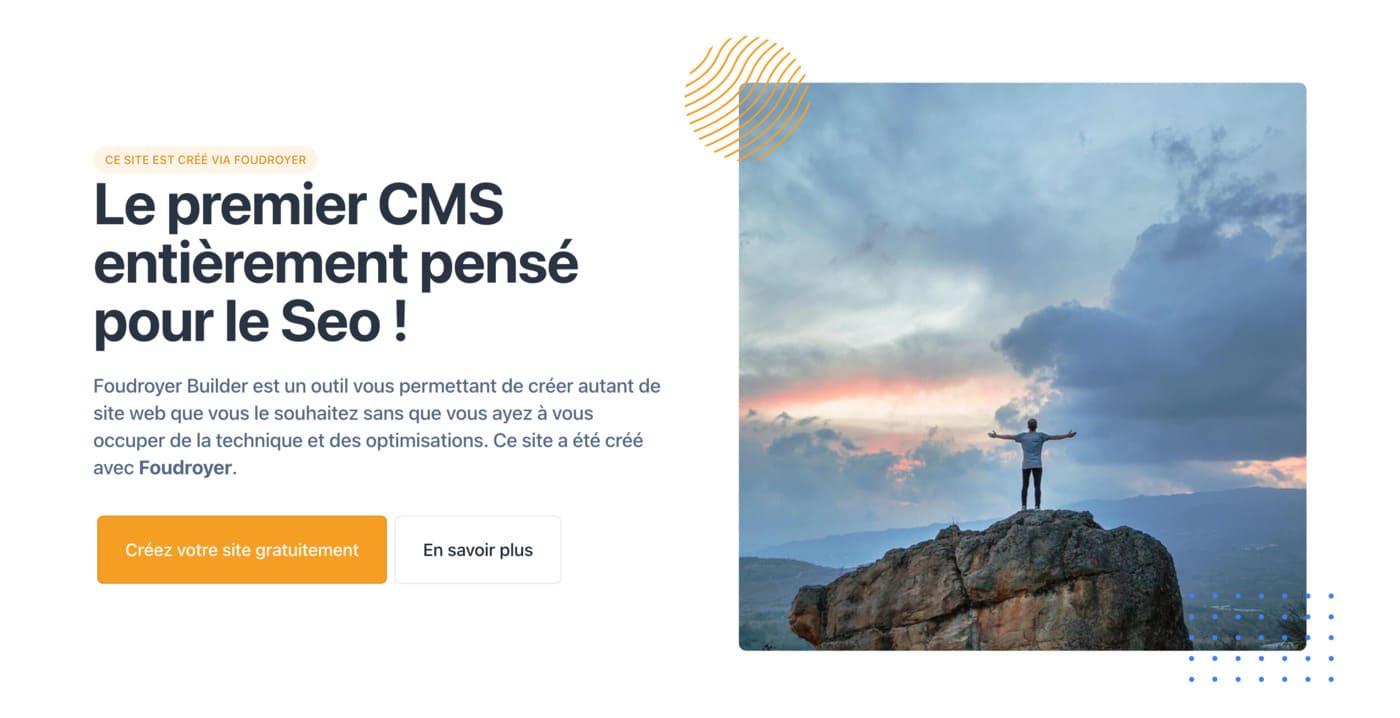 CE SITE EST CRÉÉ VIA FOUDROYER
Le premier CMS
entièrement pensé
pour le Seo !
Foudroyer Builder est un outil vous permettant de créer autant de
site web que vous le souhaitez sans que vous ayez à vous
occuper de la technique et des optimisations. Ce site a été créé
avec Foudroyer.
Créez votre site gratuitement
En savoir plus